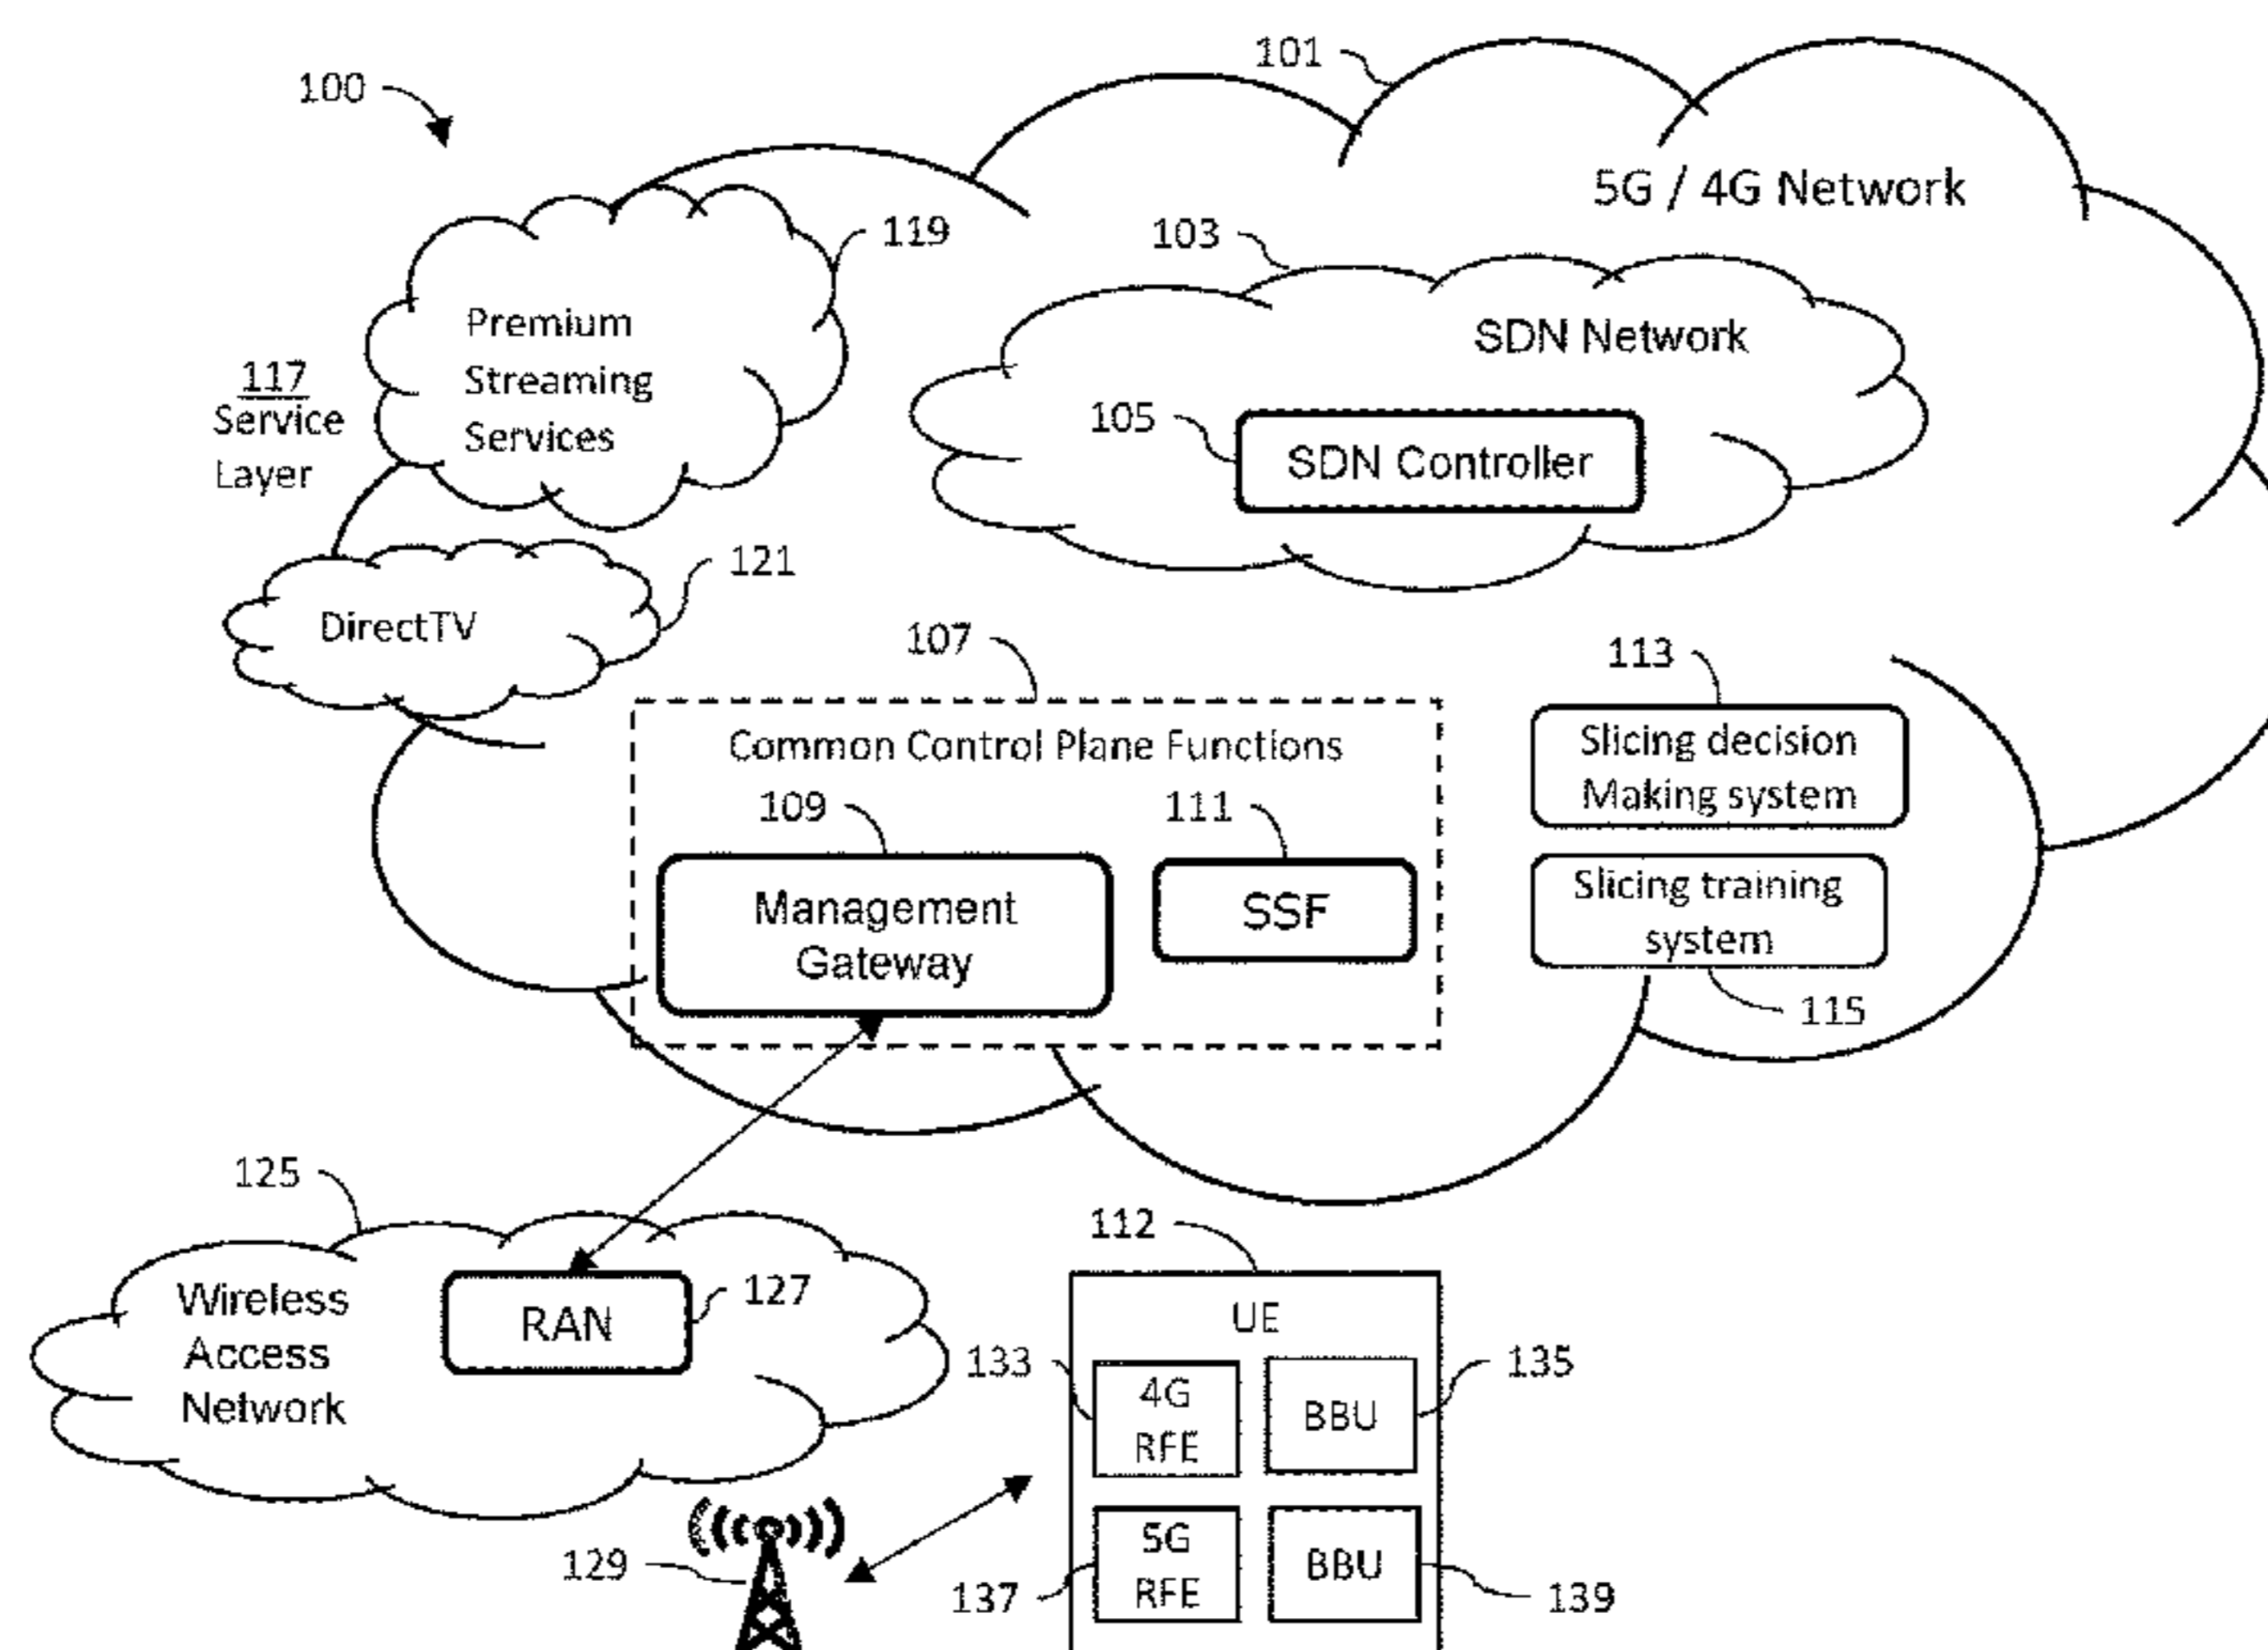 100
101
5G / 4G Network
119
103
Premium
Streaming
Services
SDN Network
117
Service
Layer
105
SDN Controller
121
DirectTV
107
113
Common Control Plane Functions
Slicing decision
Making system
109
111
Management
Gateway
SSF
Slicing training
system
115
125
112
Wireless
Access
Network
RAN
127
UE
133
4G
RFE
BBU
135
129
137
5G
RFE
BBU
139